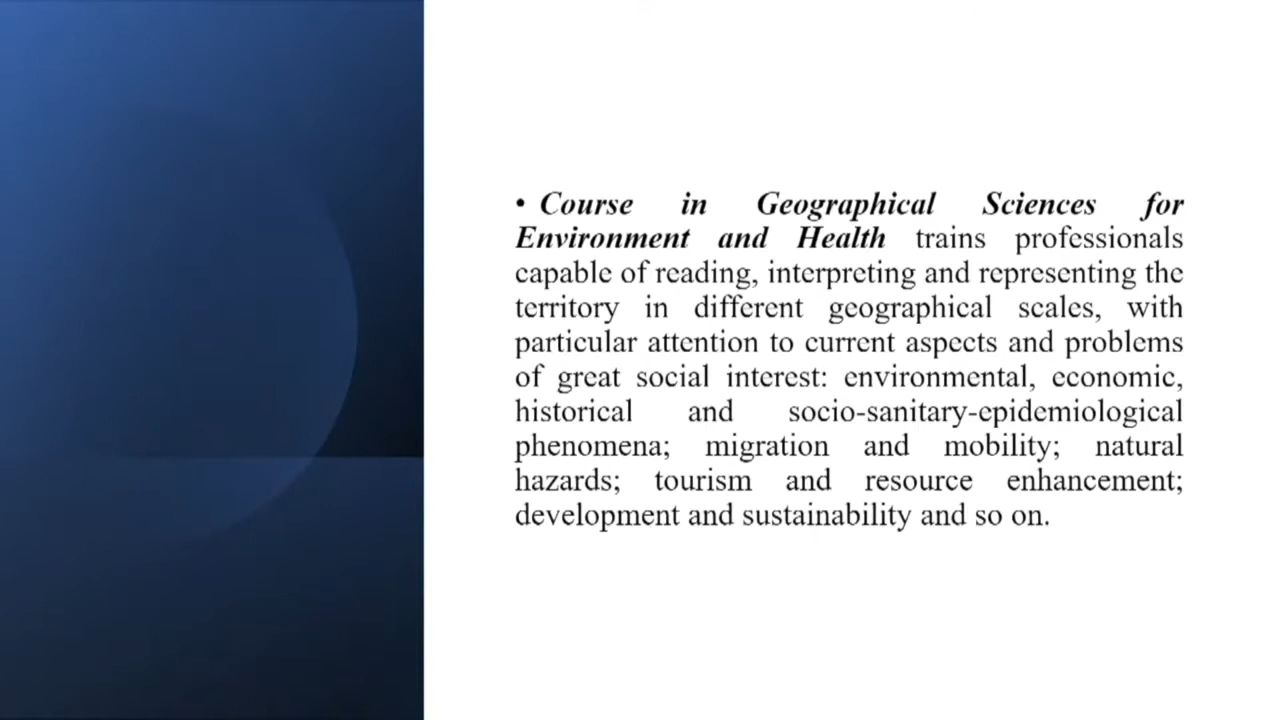 • Course in Geographical Sciences for
Environment and Health trains professionals
capable of reading, interpreting and representing the
territory in different geographical scales, with
particular attention to current aspects and problems
of great social interest: environmental, economic,
historical and socio-sanitary-epidemiological
phenomena; migration and mobility; natural
hazards; tourism and resource enhancement;
development and sustainability and so on.